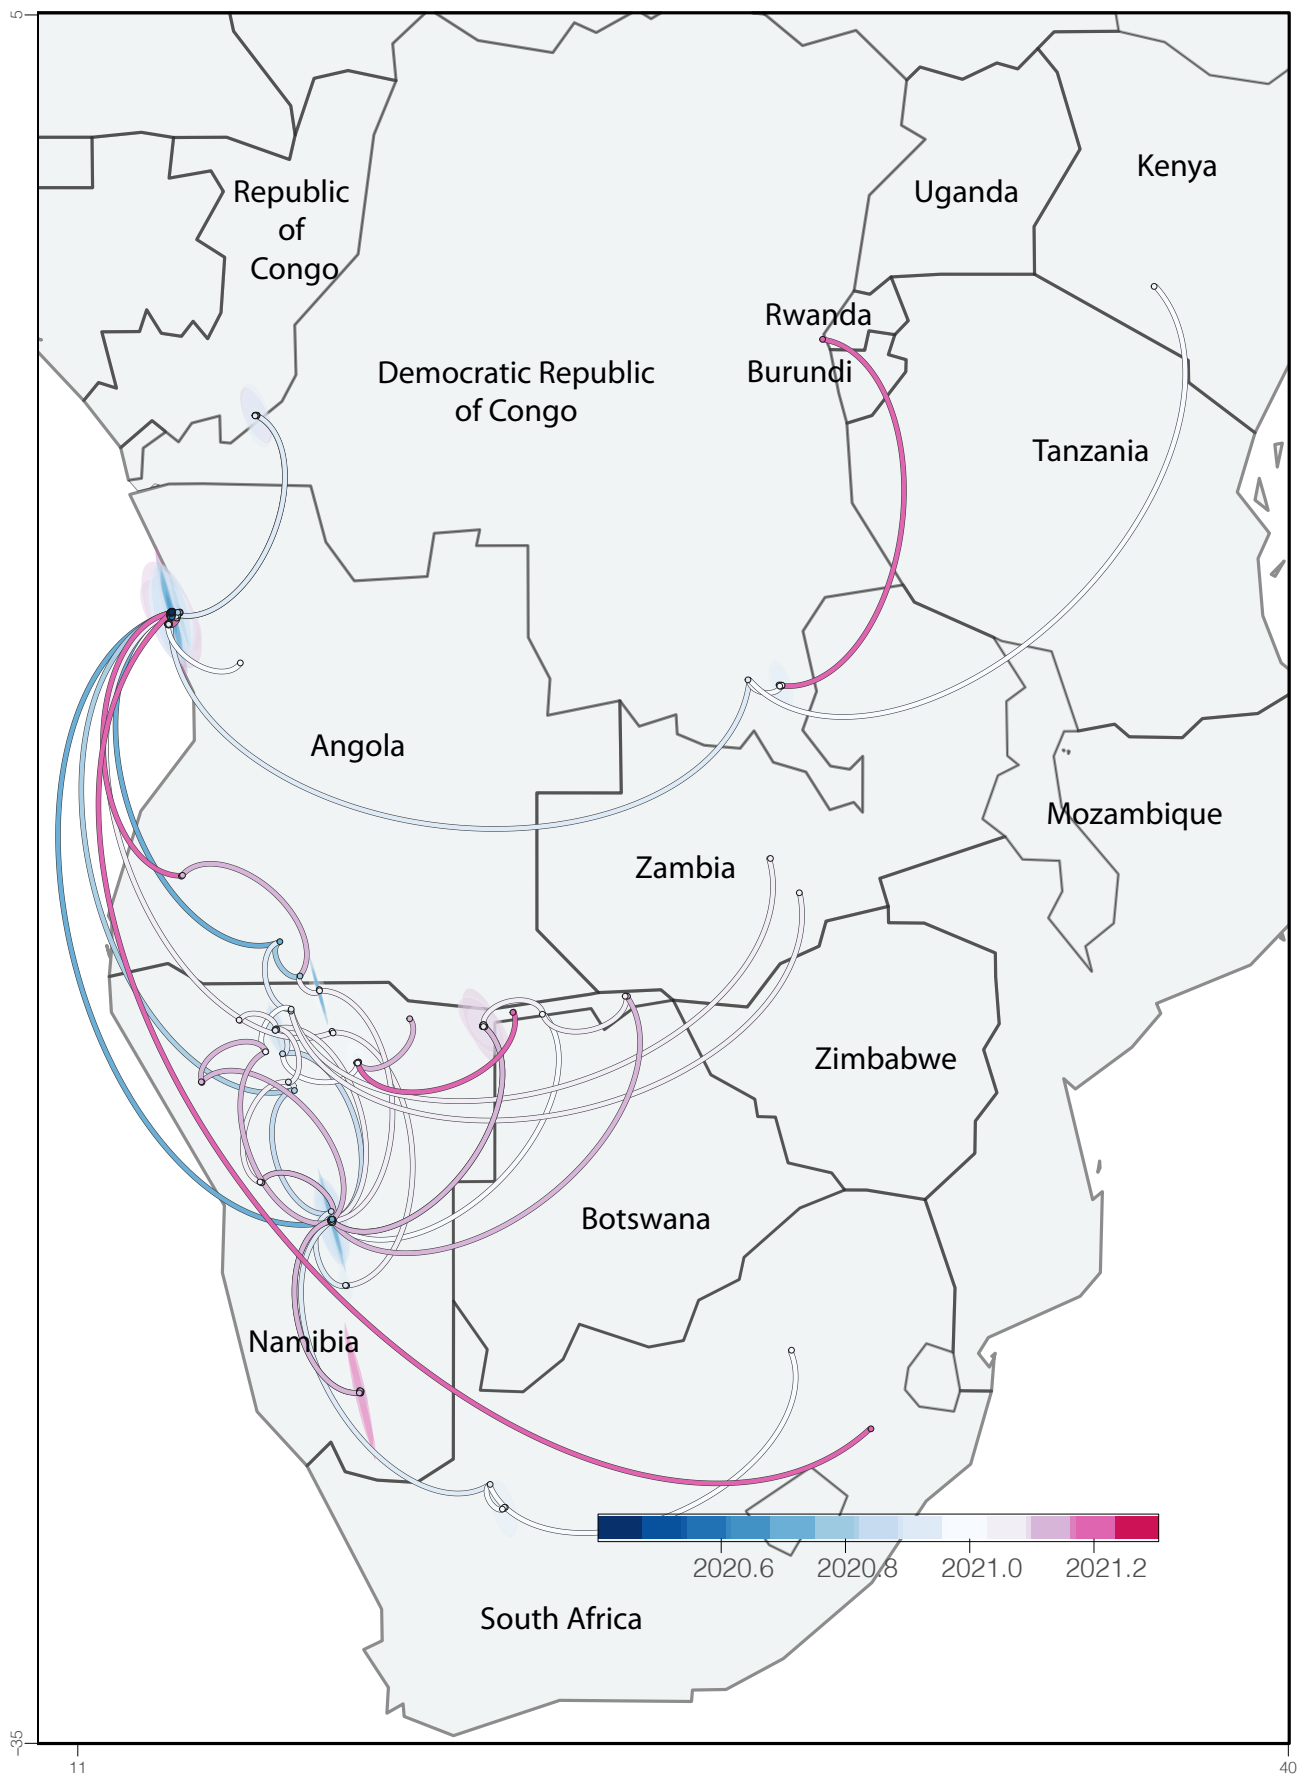 5
Kenya
Republic
of
Congo
Uganda
Rwanda
Democratic Republic
of Congo
Burundi
Tanzania
Angola
Mozambique
Zambia
Zimbabwe
Botswana
Namibia
2020.6
2020.8
2021.0
2021.2
South Africa
-35
11
40